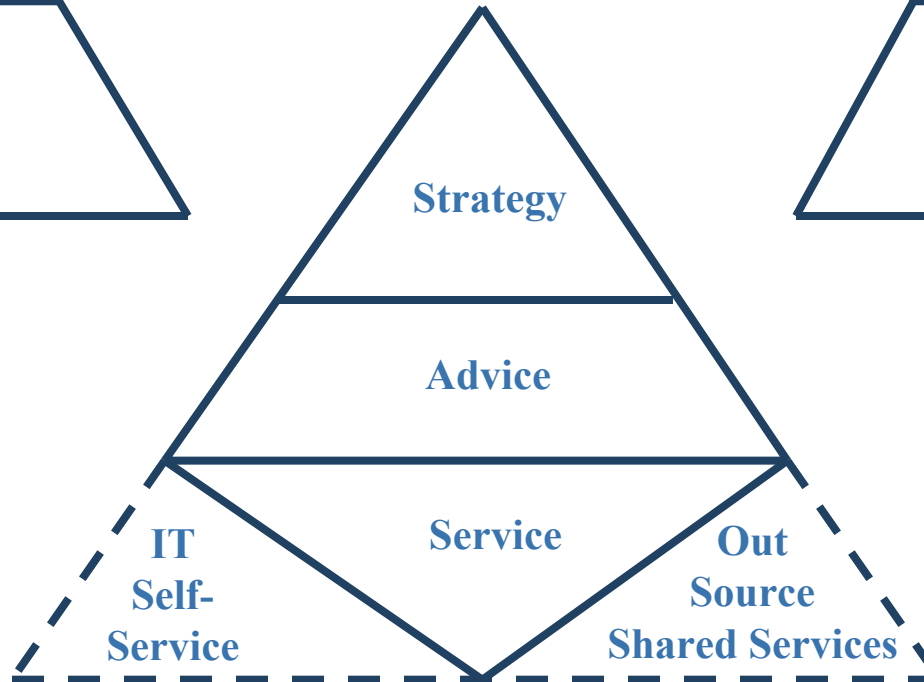 Strategy
Advice
Service
IT
Self-
Service
Out
Source
Shared Services